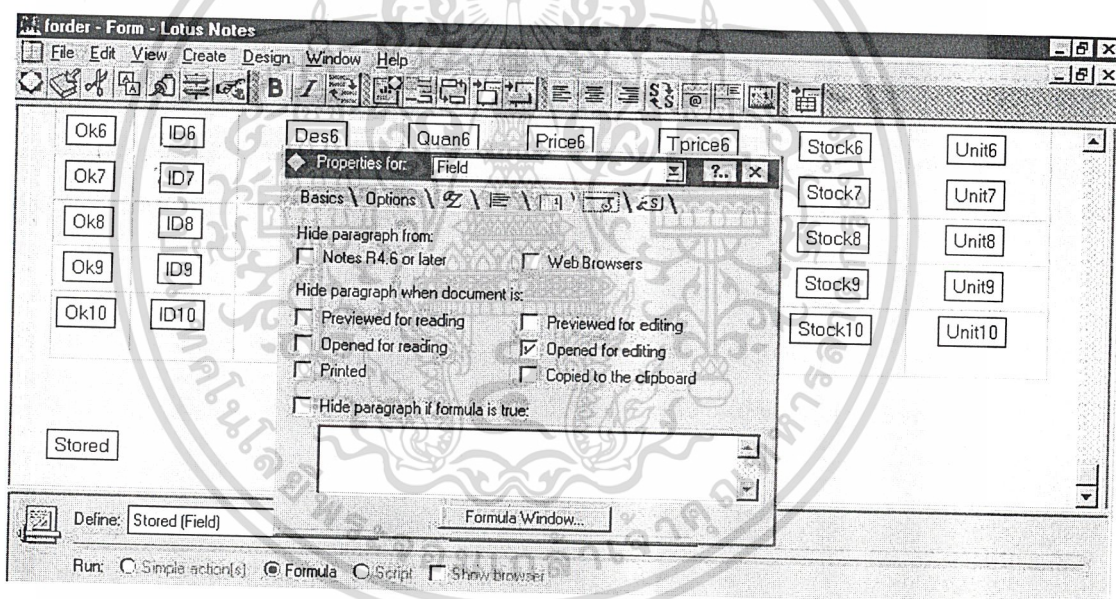 forder - Form - Lotus Notes
File Edit View Create Design Window Help
Ok6 ID6 Des6 Quan6 Price6 Tprice6 Stock6 Unit6
Properties for: Field
Ok7 ID7 Stock7 Unit7
Basics Options
Ok8 ID8 Stock8 Unit8
Hide paragraph from:
Notes R4.6 or later Web Browsers
Ok9 ID9 Stock9 Unit9
Hide paragraph when document is:
Ok10 ID10 Stock10 Unit10
Previewed for reading Previewed for editing
Opened for reading Opened for editing
Printed Copied to the clipboard
Hide paragraph if formula is true:
Stored
Formula Window...
Define: Stored (Field)
Run: Simple action(s) Formula Script Show browser